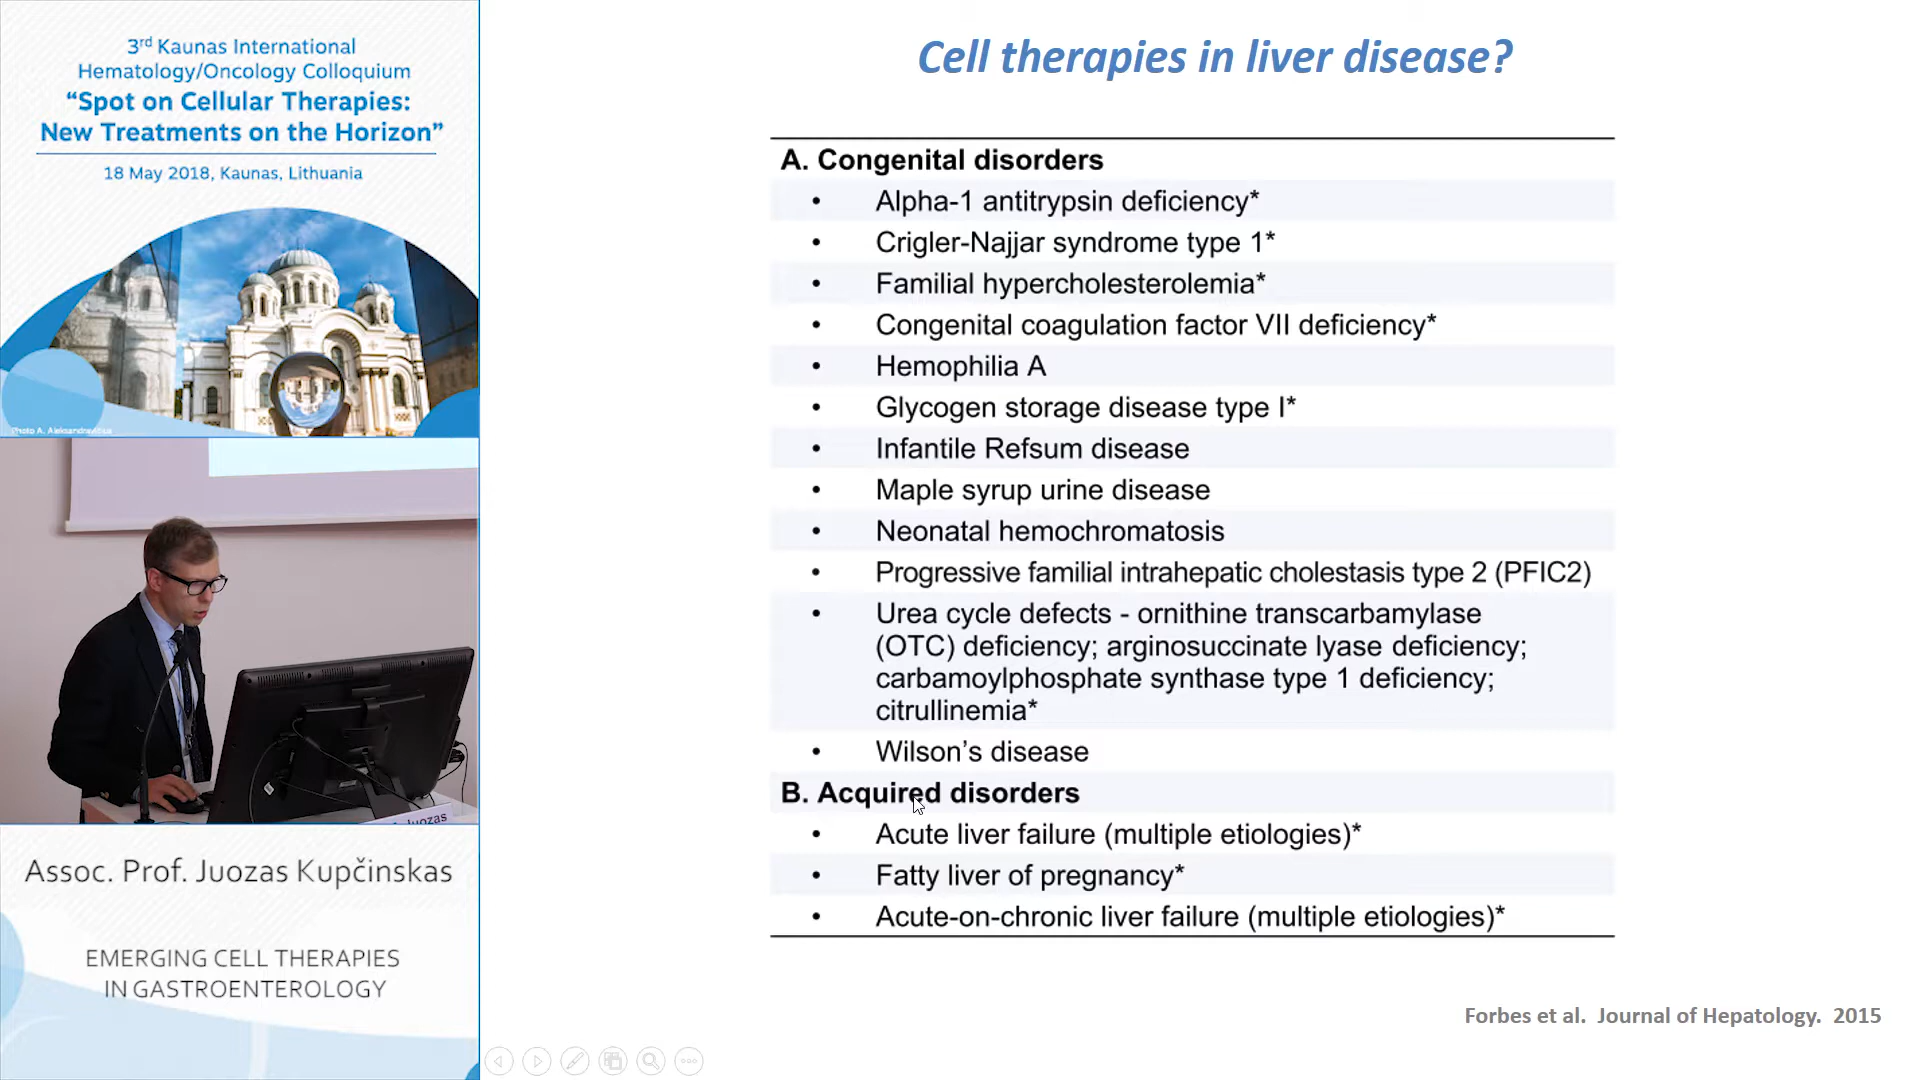 3rd Kaunas International
Hematology/Oncology Colloquium
“Spot on Cellular Therapies:
New Treatments on the Horizon”
18 May 2018, Kaunas, Lithuania
Photo A. Aleksandravičius
Juozas
Assoc. Prof. Juozas Kupčinskas
EMERGING CELL THERAPIES
IN GASTROENTEROLOGY
Cell therapies in liver disease?
A. Congenital disorders
• Alpha-1 antitrypsin deficiency*
• Crigler-Najjar syndrome type 1*
• Familial hypercholesterolemia*
• Congenital coagulation factor VII deficiency*
• Hemophilia A
• Glycogen storage disease type I*
• Infantile Refsum disease
• Maple syrup urine disease
• Neonatal hemochromatosis
• Progressive familial intrahepatic cholestasis type 2 (PFIC2)
• Urea cycle defects - ornithine transcarbamylase
(OTC) deficiency; arginosuccinate lyase deficiency;
carbamoylphosphate synthase type 1 deficiency;
citrullinemia*
• Wilson’s disease
B. Acquired disorders
• Acute liver failure (multiple etiologies)*
• Fatty liver of pregnancy*
• Acute-on-chronic liver failure (multiple etiologies)*
Forbes et al. Journal of Hepatology. 2015